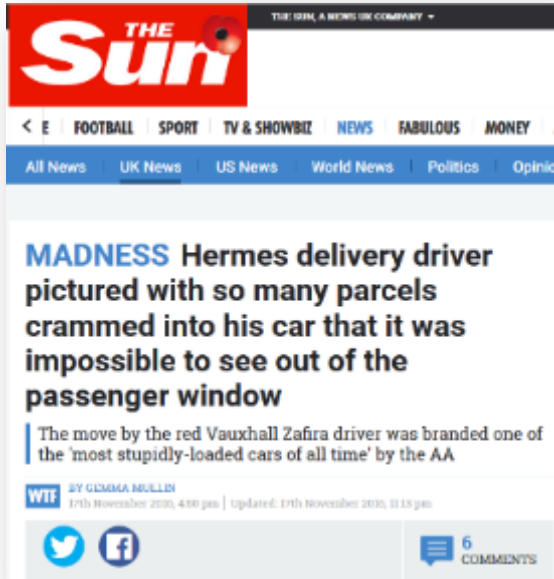 THE SUN, A NEWS UK COMPANY
THE
Sun
E FOOTBALL SPORT TV & SHOWBIZ NEWS FABULOUS MONEY
All News UK News US News World News Politics Opinio
MADNESS Hermes delivery driver
pictured with so many parcels
crammed into his car that it was
impossible to see out of the
passenger window
The move by the red Vauxhall Zafira driver was branded one of
the 'most stupidly-loaded cars of all time' by the AA
WTF BY GEMMA MULLIN
17th November 2016, 4:00 pm | Updated: 17th November 2016, 11:13 pm
6
COMMENTS